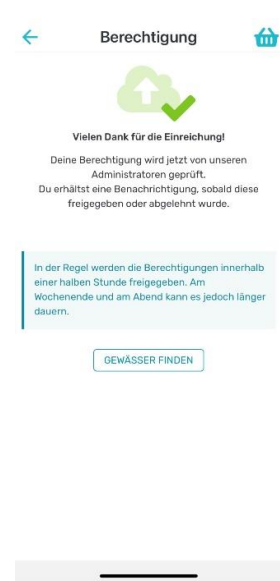 Berechtigung
Vielen Dank für die Einreichung!
Deine Berechtigung wird jetzt von unseren
Administratoren geprüft.
Du erhältst eine Benachrichtigung, sobald diese
freigegeben oder abgelehnt wurde.
In der Regel werden die Berechtigungen innerhalb
einer halben Stunde freigegeben. Am
Wochenende und am Abend kann es jedoch länger
dauern.
GEWÄSSER FINDEN